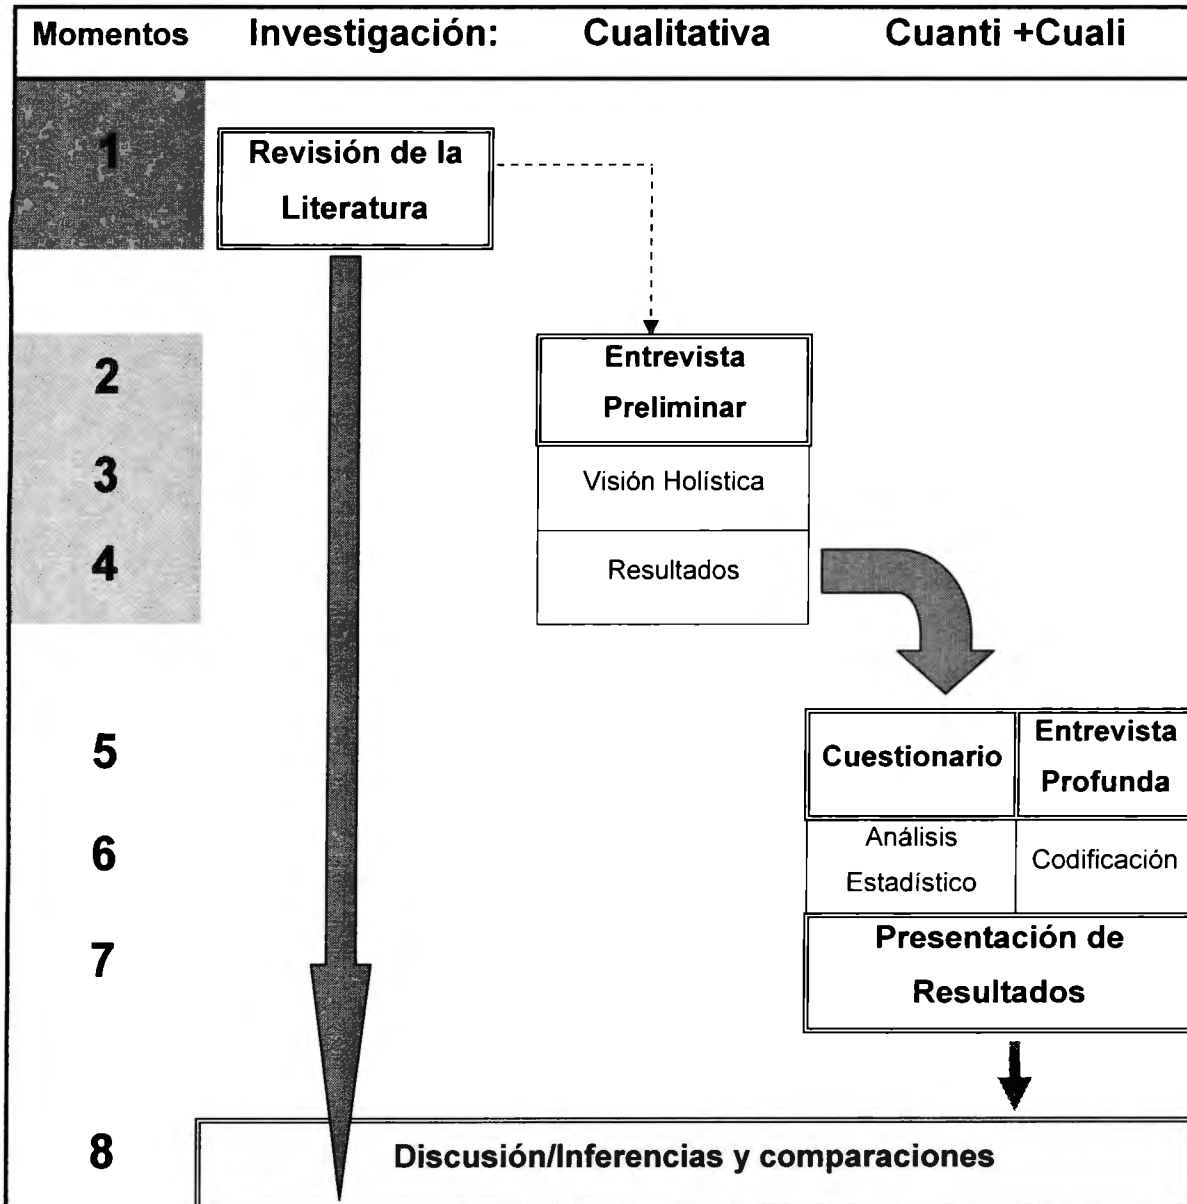 Momentos Investigación: Cualitativa Cuanti +Cuali
1
Revisión de la
Literatura
2
Entrevista
Preliminar
3
Visión Holística
4
Resultados
5
Cuestionario
Entrevista
Profunda
6
Análisis
Estadístico
Codificación
7
Presentación de
Resultados
8
Discusión/Inferencias y comparaciones